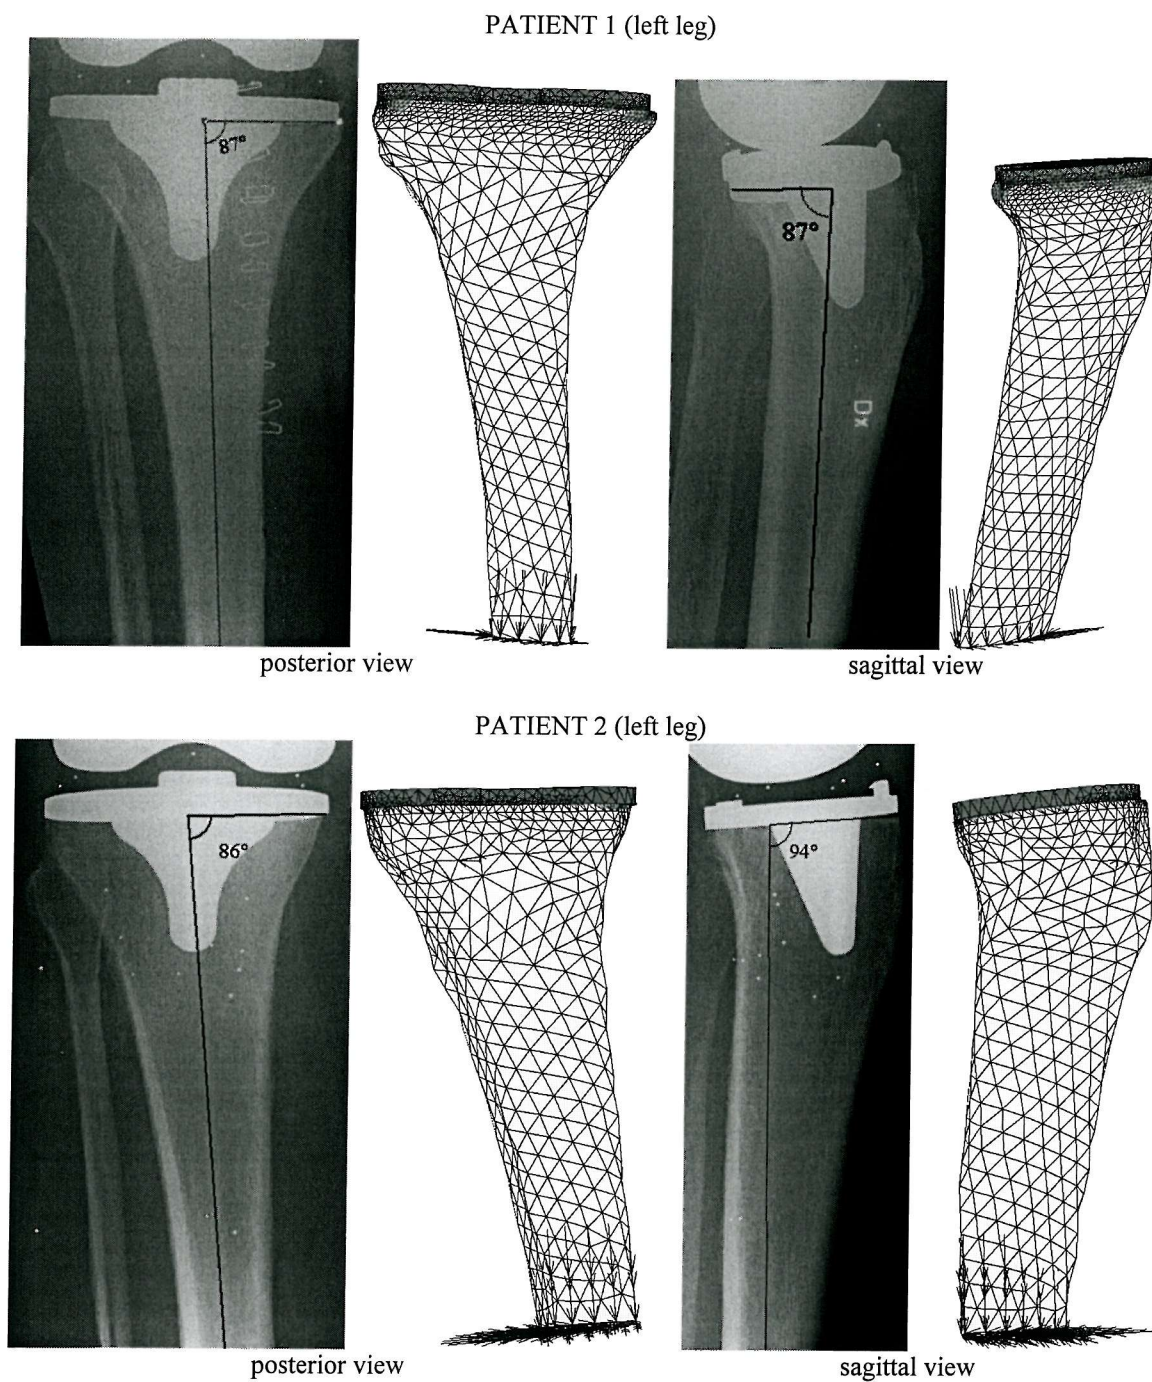 PATIENT 1 (left leg)
87°
87°
Dx
posterior view
sagittal view
PATIENT 2 (left leg)
86°
94°
posterior view
sagittal view